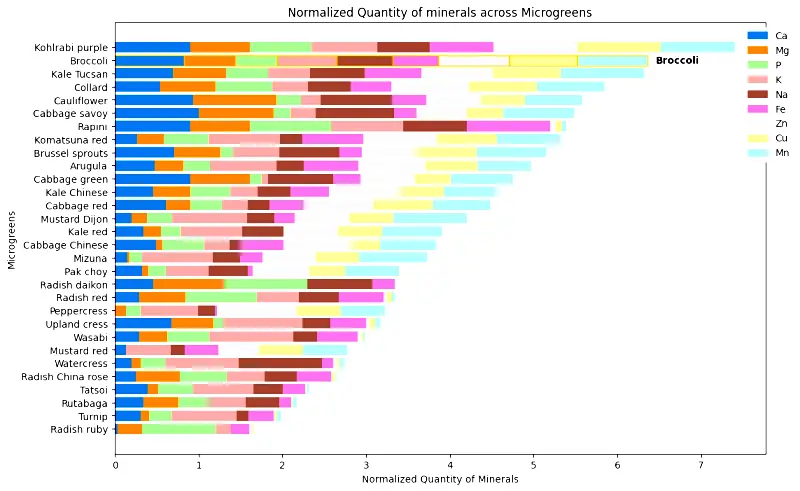 Normalized Quantity of minerals across Microgreens
Ca
Mg
P
K
Na
Fe
Zn
Cu
Mn
Microgreens
Kohlrabi purple
Broccoli
Broccoli
Kale Tucsan
Collard
Cauliflower
Cabbage savoy
Rapini
Komatsuna red
Brussel sprouts
Arugula
Cabbage green
Kale Chinese
Cabbage red
Mustard Dijon
Kale red
Cabbage Chinese
Mizuna
Pak choy
Radish daikon
Radish red
Peppercress
Upland cress
Wasabi
Mustard red
Watercress
Radish China rose
Tatsoi
Rutabaga
Turnip
Radish ruby
0 1 2 3 4 5 6 7
Normalized Quantity of Minerals